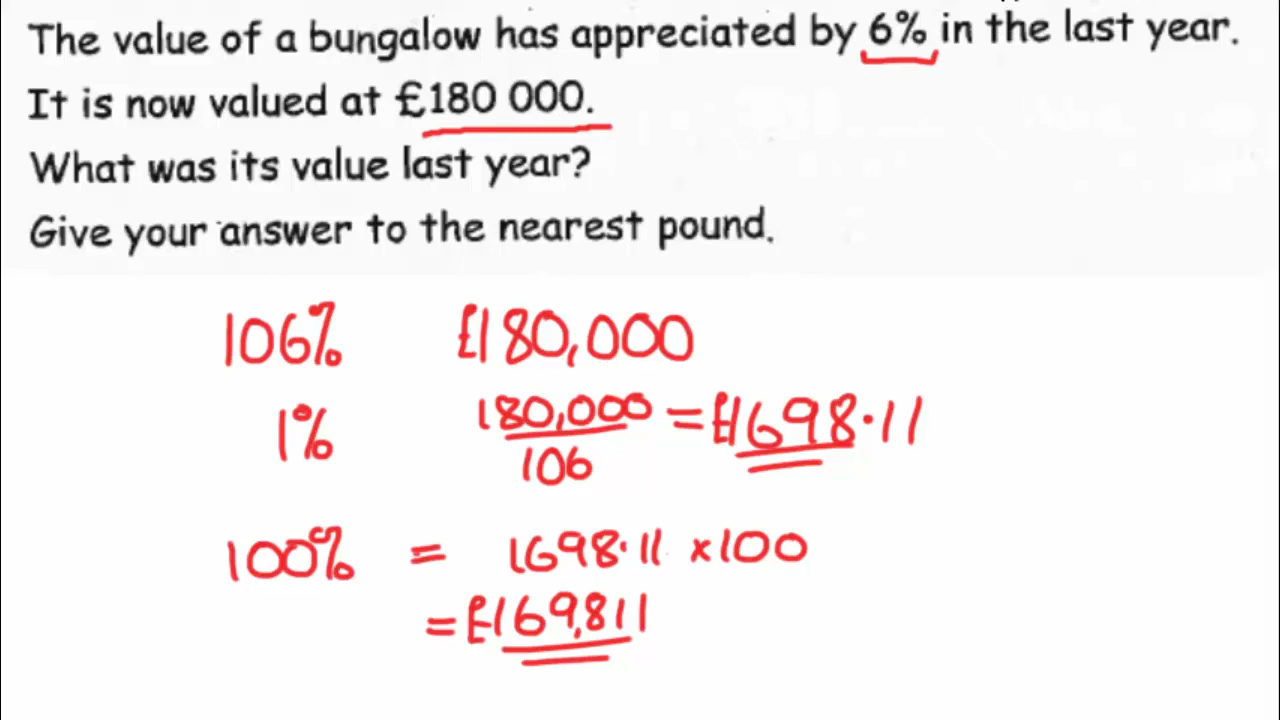 The value of a bungalow has appreciated by 6% in the last year.
It is now valued at £180 000.
What was its value last year?
Give your answer to the nearest pound.
106% £180,000
1% 180,000/106 = £1698.11
100% = 1698.11 × 100
= £169,811